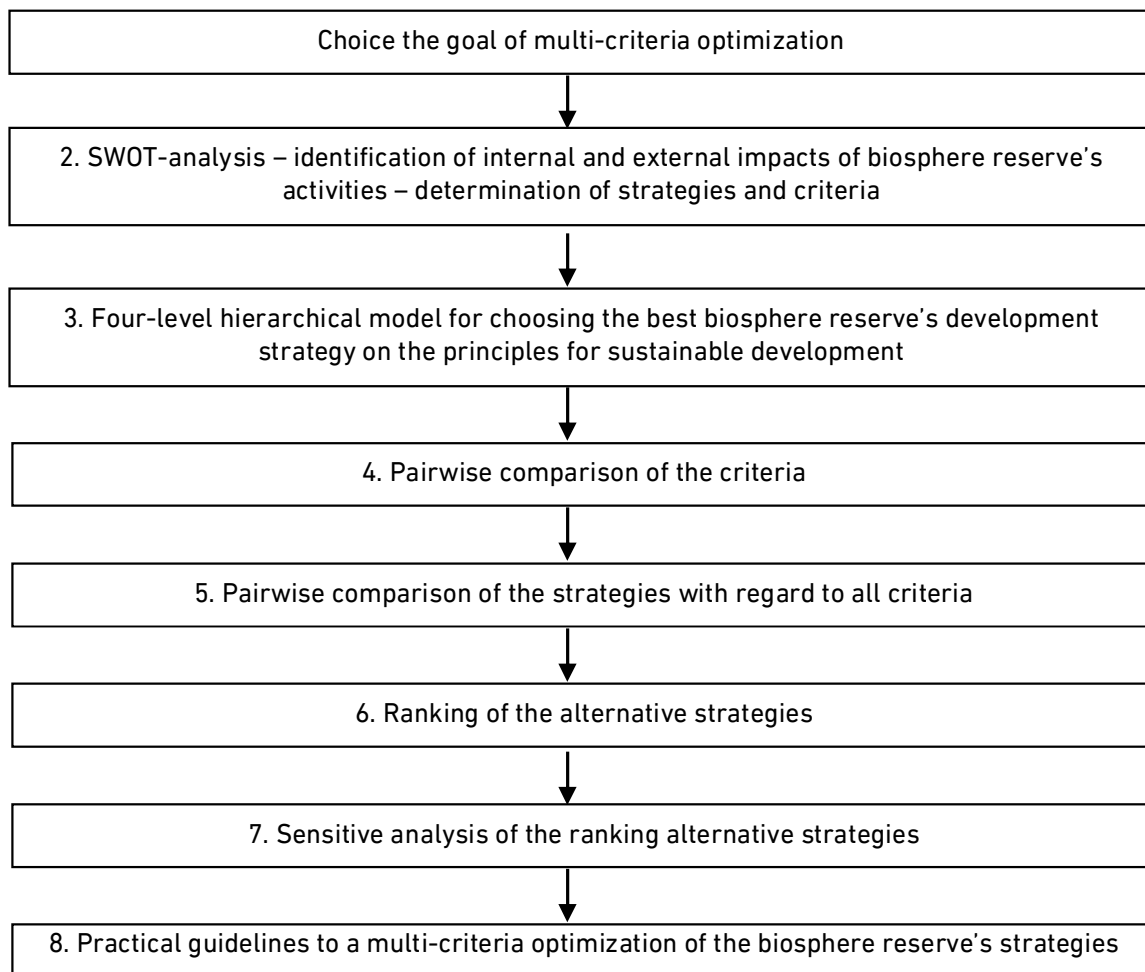 Choice the goal of multi-criteria optimization
2. SWOT-analysis – identification of internal and external impacts of biosphere reserve’s
activities – determination of strategies and criteria
3. Four-level hierarchical model for choosing the best biosphere reserve’s development
strategy on the principles for sustainable development
4. Pairwise comparison of the criteria
5. Pairwise comparison of the strategies with regard to all criteria
6. Ranking of the alternative strategies
7. Sensitive analysis of the ranking alternative strategies
8. Practical guidelines to a multi-criteria optimization of the biosphere reserve’s strategies